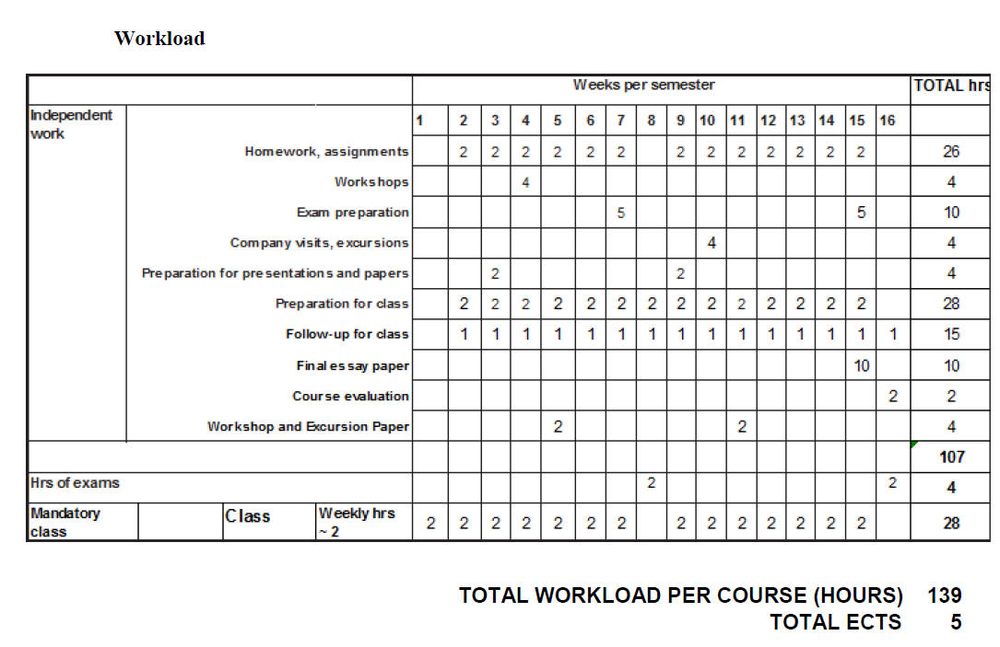 Workload
Weeks per semester TOTAL hrs
Independent work
1 2 3 4 5 6 7 8 9 10 11 12 13 14 15 16
Homework, assignments 2 2 2 2 2 2 2 2 2 2 2 2 2 26
Workshops 4 4
Exam preparation 5 5 10
Company visits, excursions 4 4
Preparation for presentations and papers 2 2 4
Preparation for class 2 2 2 2 2 2 2 2 2 2 2 2 2 2 28
Follow-up for class 1 1 1 1 1 1 1 1 1 1 1 1 1 1 1 15
Final essay paper 10 10
Course evaluation 2 2
Workshop and Excursion Paper 2 2 4
107
Hrs of exams 2 2 4
Mandatory class Class Weekly hrs ~ 2 2 2 2 2 2 2 2 2 2 2 2 2 2 2 28
TOTAL WORKLOAD PER COURSE (HOURS) 139
TOTAL ECTS 5